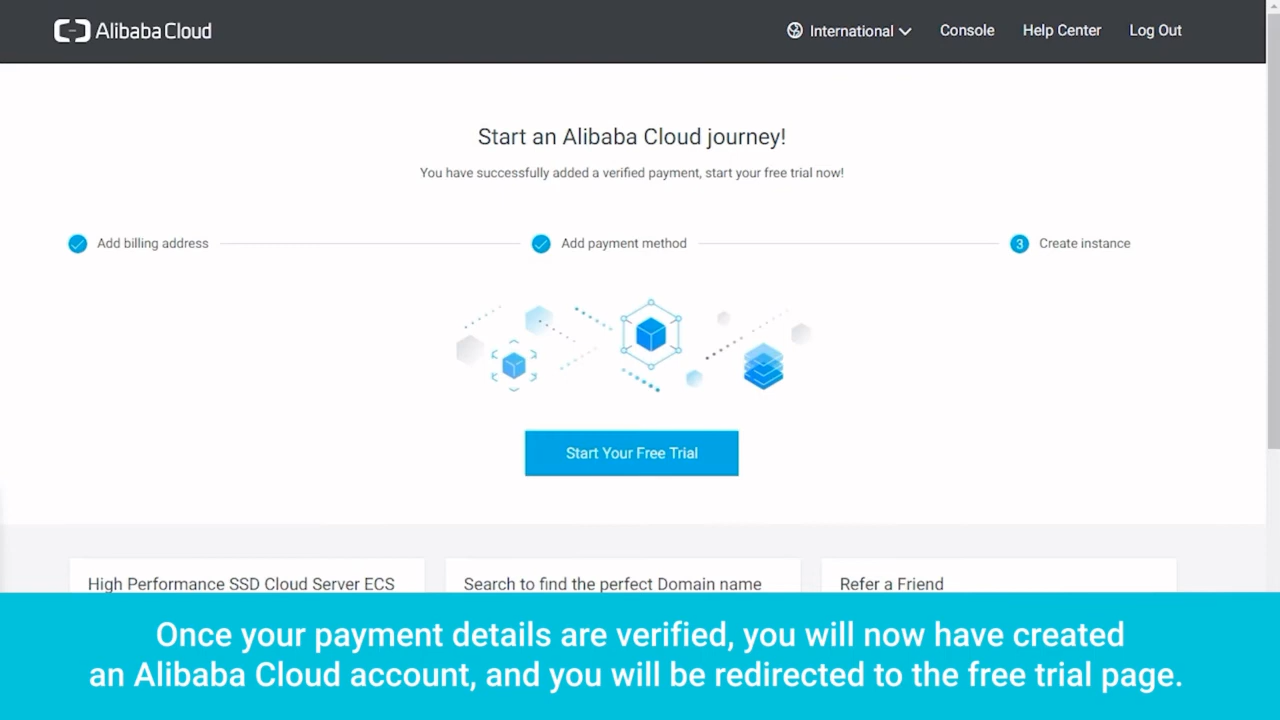 Alibaba Cloud
International
Console
Help Center
Log Out
Start an Alibaba Cloud journey!
You have successfully added a verified payment, start your free trial now!
Add billing address
Add payment method
3 Create instance
Start Your Free Trial
High Performance SSD Cloud Server ECS
Search to find the perfect Domain name
Refer a Friend
Once your payment details are verified, you will now have created
an Alibaba Cloud account, and you will be redirected to the free trial page.